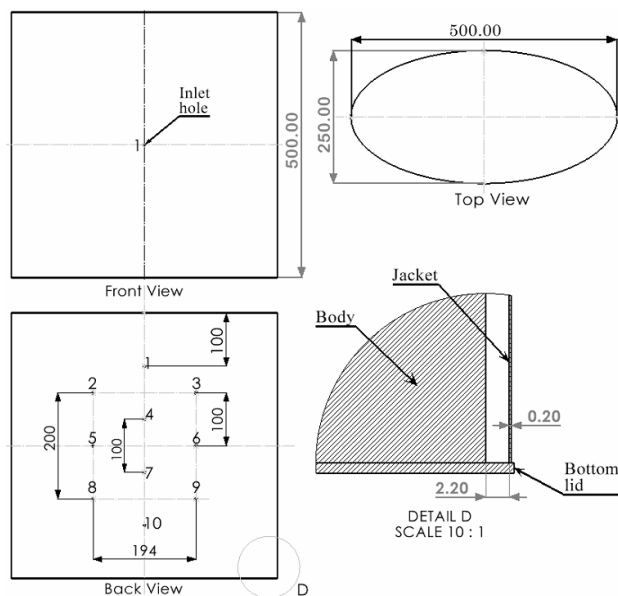 Inlet
hole
1
500.00
Front View
500.00
250.00
Top View
100
1
2
3
4
100
200
100
5
6
7
8
9
10
194
Back View
D
Jacket
Body
0.20
Bottom
lid
2.20
DETAIL D
SCALE 10 : 1